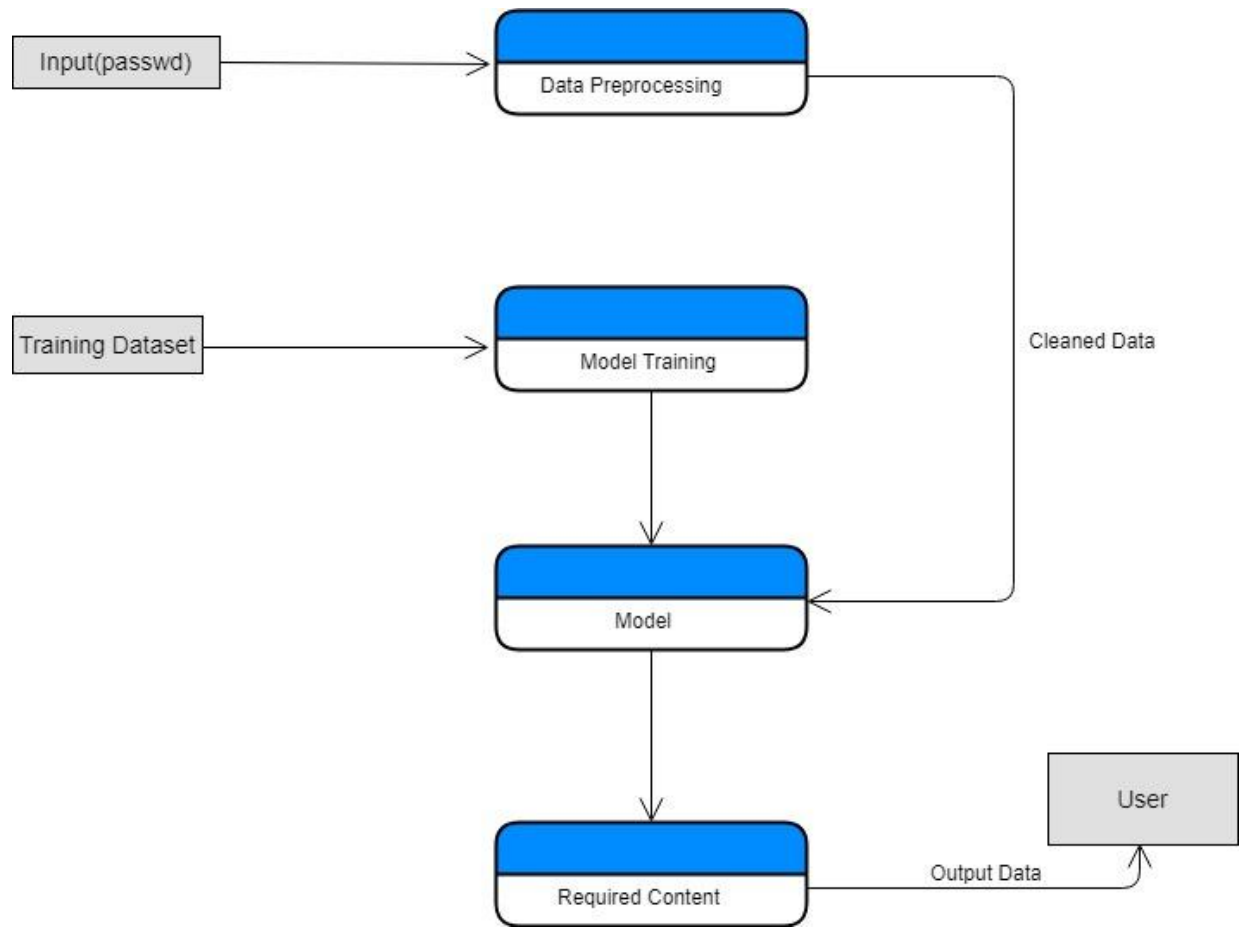 Input(passwd)
Data Preprocessing
Training Dataset
Model Training
Cleaned Data
Model
User
Output Data
Required Content